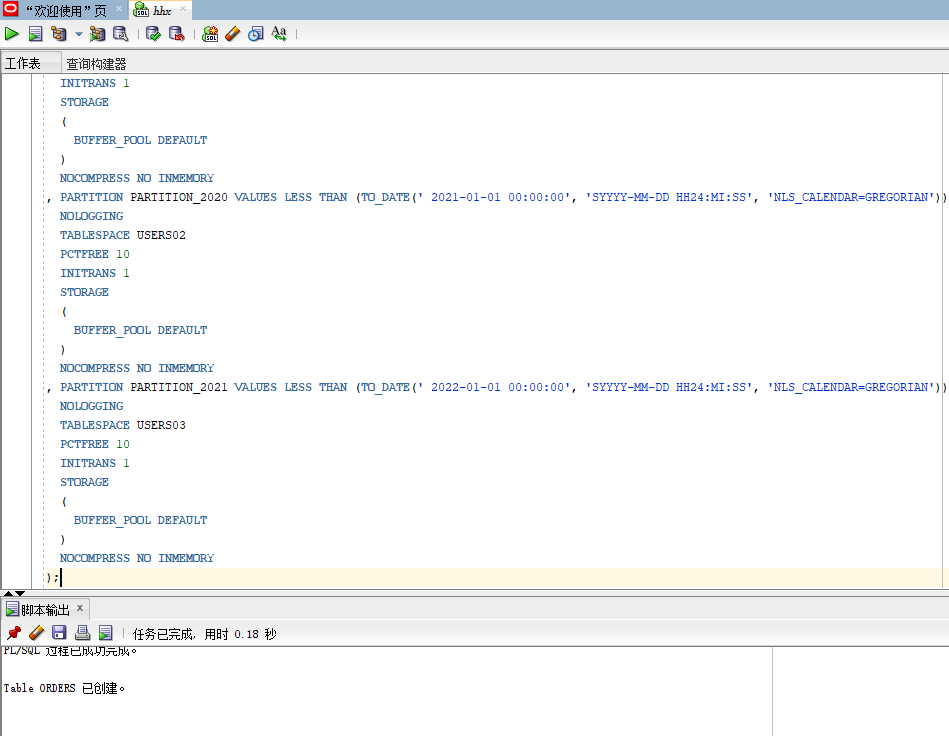 “欢迎使用”页
hhx
工作表
查询构建器
INITRANS 1
STORAGE
(
BUFFER_POOL DEFAULT
)
NOCOMPRESS NO INMEMORY
, PARTITION PARTITION_2020 VALUES LESS THAN (TO_DATE(' 2021-01-01 00:00:00', 'SYYYY-MM-DD HH24:MI:SS', 'NLS_CALENDAR=GREGORIAN'))
NOLOGGING
TABLESPACE USERS02
PCTFREE 10
INITRANS 1
STORAGE
(
BUFFER_POOL DEFAULT
)
NOCOMPRESS NO INMEMORY
, PARTITION PARTITION_2021 VALUES LESS THAN (TO_DATE(' 2022-01-01 00:00:00', 'SYYYY-MM-DD HH24:MI:SS', 'NLS_CALENDAR=GREGORIAN'))
NOLOGGING
TABLESPACE USERS03
PCTFREE 10
INITRANS 1
STORAGE
(
BUFFER_POOL DEFAULT
)
NOCOMPRESS NO INMEMORY
);
脚本输出
任务已完成, 用时 0.18 秒
PL/SQL 过程已成功完成。
Table ORDERS 已创建。